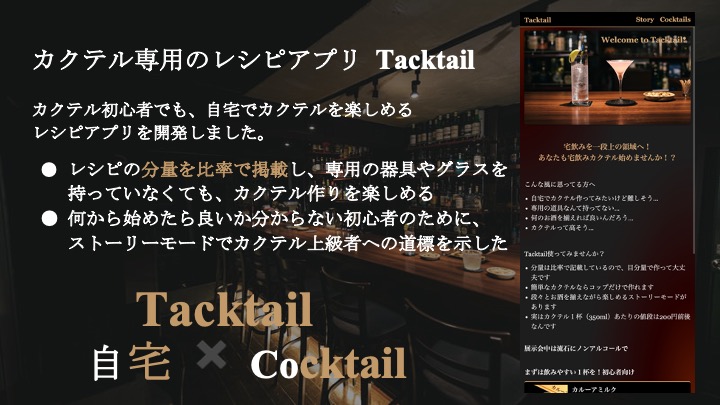 カクテル専用のレシピアプリ Tacktail
カクテル初心者でも、自宅でカクテルを楽しめる
レシピアプリを開発しました。
● レシピの分量を比率で掲載し、専用の器具やグラスを
持っていなくても、カクテル作りを楽しめる
● 何から始めたら良いか分からない初心者のために、
ストーリーモードでカクテル上級者への道標を示した
Tacktail
自宅 × Cocktail
Tacktail Story Cocktails
Welcome to Tacktail!
宅飲みを一段上の領域へ！
あなたも宅飲みカクテル始めませんか！？
こんな風に思ってる方へ
• 自宅でカクテル作ってみたいけど難しそう...
• 専用の道具なんて持ってない...
• 何のお酒を揃えれば良いんだろう...
• カクテルって高そう...
Tacktail使ってみませんか？
• 分量は比率で記載しているので、目分量で作って大丈
夫です
• 簡単なカクテルならコップだけで作れます
• 段々とお酒を揃えながら楽しめるストーリーモードが
あります
• 実はカクテル１杯（350ml）あたりの値段は200円前後
なんです
展示会中は流石にノンアルコールで
まずは飲みやすい１杯を！初心者向け
カルーアミルク